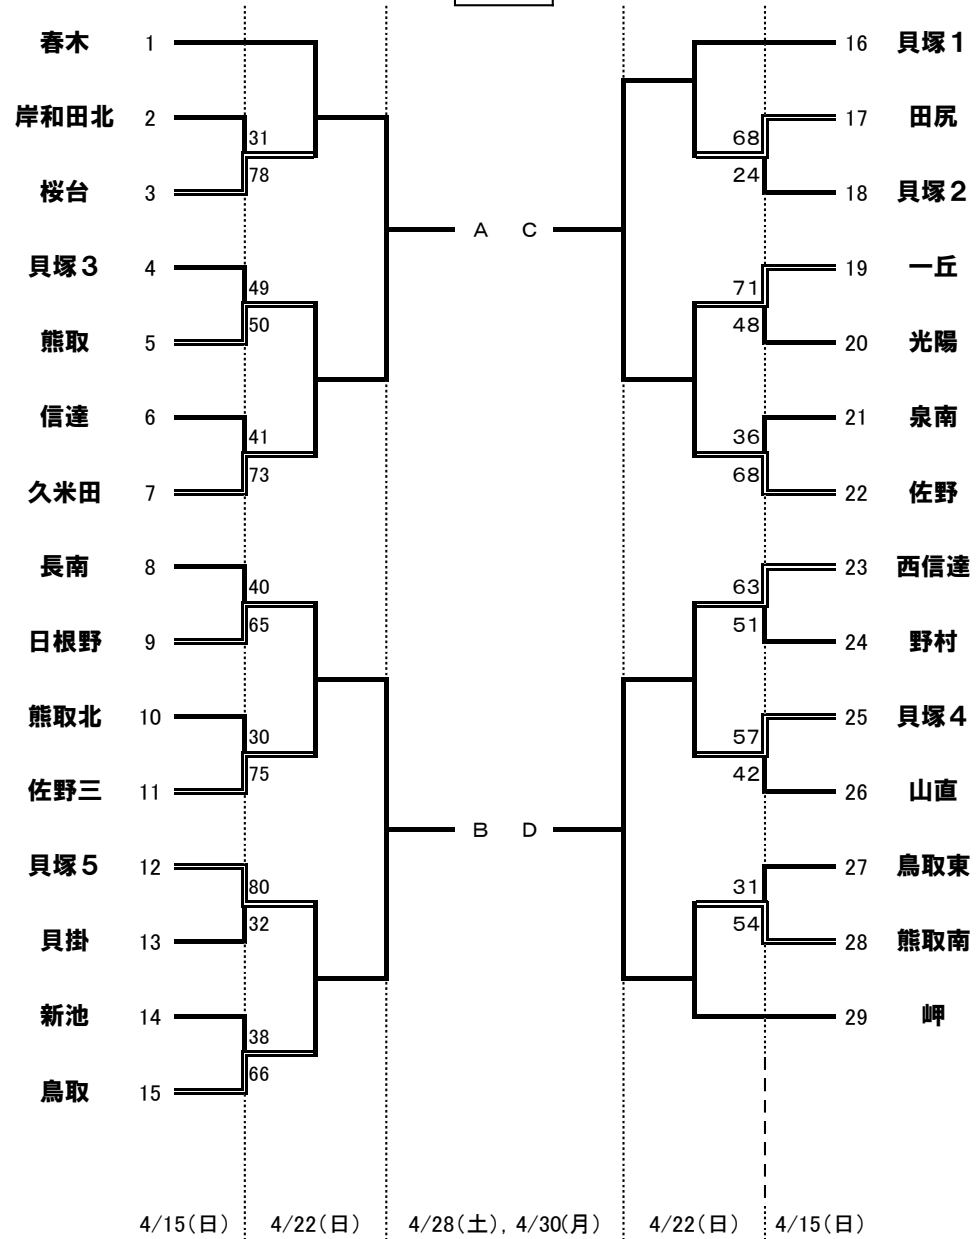 春木 1
岸和田北 2
31
78
桜台 3
貝塚３ 4
49
50
熊取 5
信達 6
41
73
久米田 7
長南 8
40
65
日根野 9
熊取北 10
30
75
佐野三 11
貝塚５ 12
80
32
貝掛 13
新池 14
38
66
鳥取 15
A C
B D
16 貝塚１
17 田尻
68
24
18 貝塚２
19 一丘
71
48
20 光陽
21 泉南
36
68
22 佐野
23 西信達
63
51
24 野村
25 貝塚４
57
42
26 山直
27 鳥取東
31
54
28 熊取南
29 岬
4/15(日) 4/22(日) 4/28(土), 4/30(月) 4/22(日) 4/15(日)